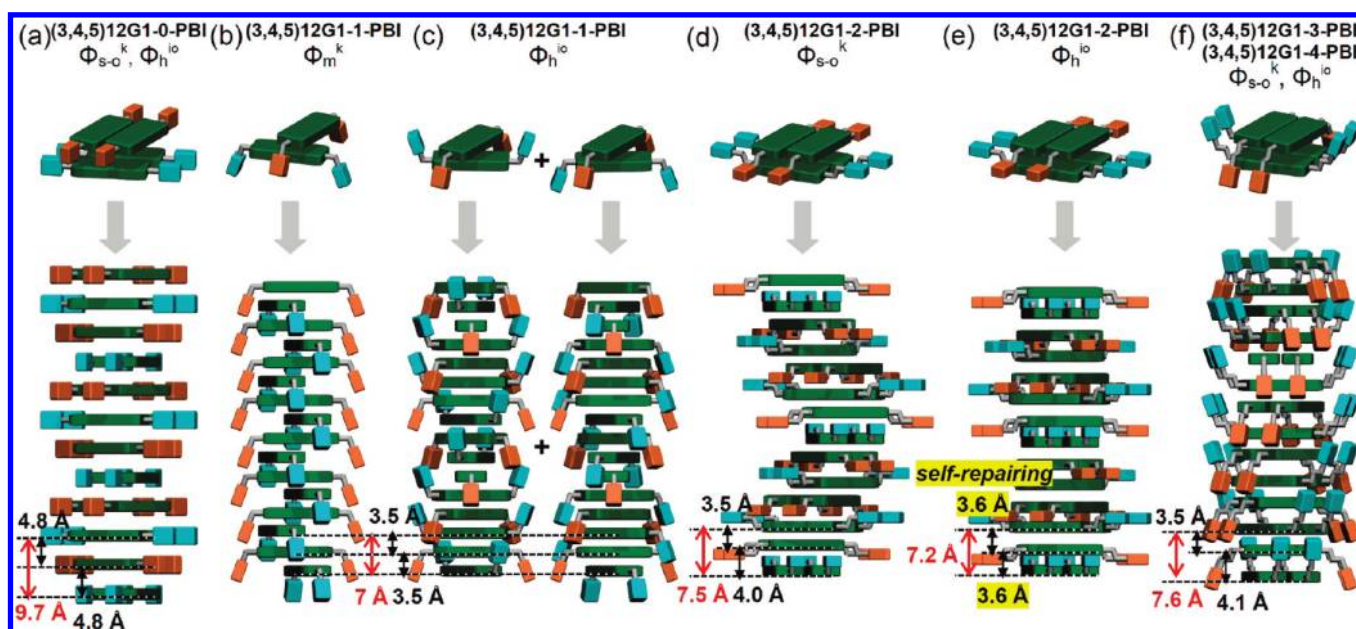 (a) (3,4,5)12G1-0-PBI
Φs-o^k, Φh^io
(b) (3,4,5)12G1-1-PBI
Φm^k
(c) (3,4,5)12G1-1-PBI
Φh^io
(d) (3,4,5)12G1-2-PBI
Φs-o^k
(e) (3,4,5)12G1-2-PBI
Φh^io
(f) (3,4,5)12G1-3-PBI
(3,4,5)12G1-4-PBI
Φs-o^k, Φh^io
+
+
4.8 Å
9.7 Å
4.8 Å
3.5 Å
7 Å
3.5 Å
3.5 Å
7.5 Å
4.0 Å
self-repairing
3.6 Å
7.2 Å
3.6 Å
3.5 Å
7.6 Å
4.1 Å